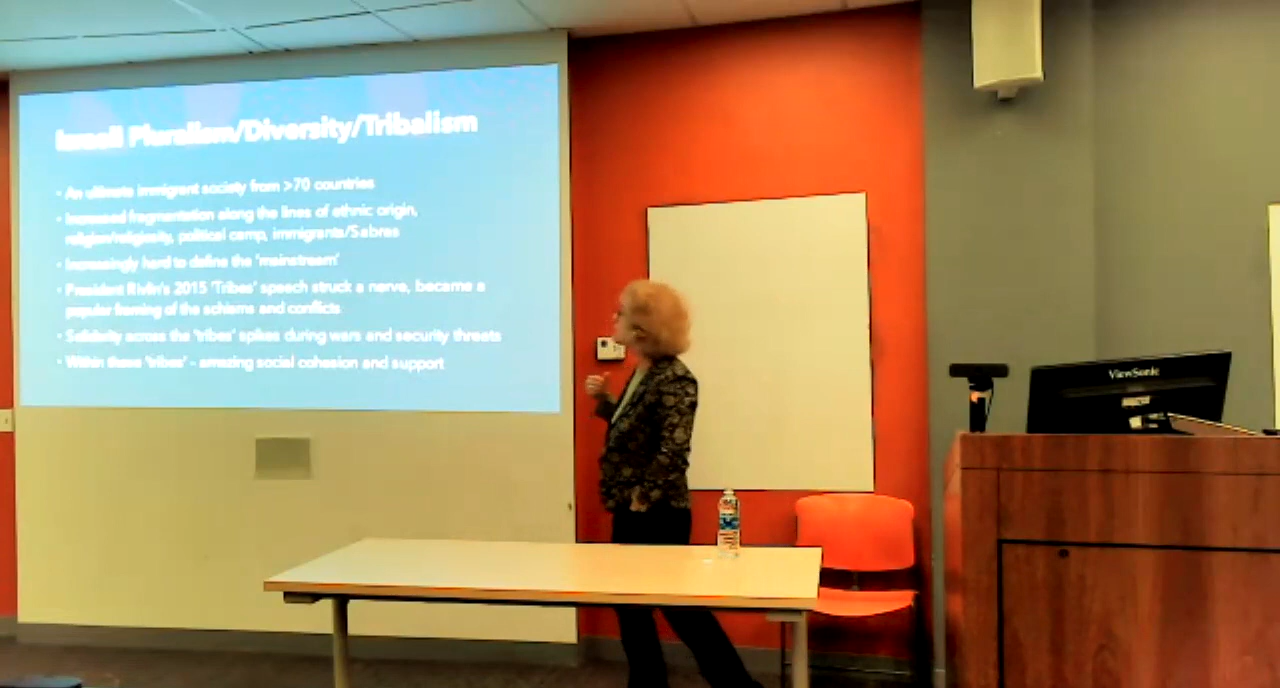 Israeli Pluralism/Diversity/Tribalism
• An ultimate immigrant society from >70 countries
• Increased fragmentation along the lines of ethnic origin,
religion/religiosity, political camp, immigrants/Sabras
• Increasingly hard to define the 'mainstream'
• President Rivlin's 2015 'Tribes' speech struck a nerve, became a
popular framing of the schisms and conflicts
• Solidarity across the 'tribes' spikes during wars and security threats
• Within these 'tribes' - amazing social cohesion and support
ViewSonic